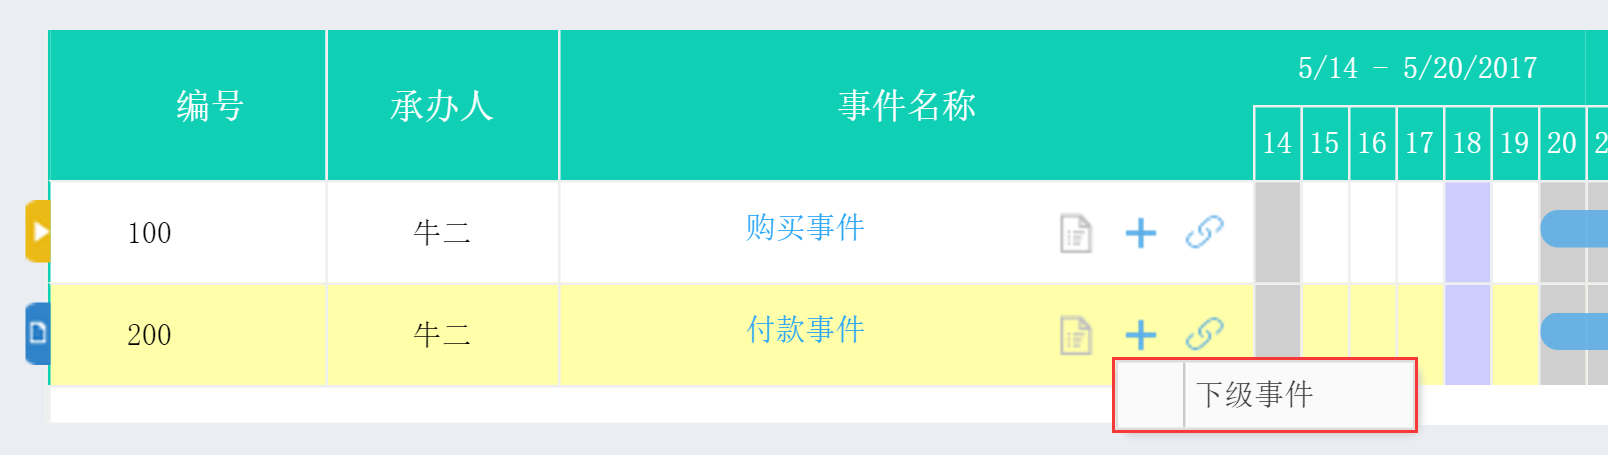 编号 承办人 事件名称 5/14 - 5/20/2017
14 15 16 17 18 19 20 2
100 牛二 购买事件
200 牛二 付款事件
下级事件